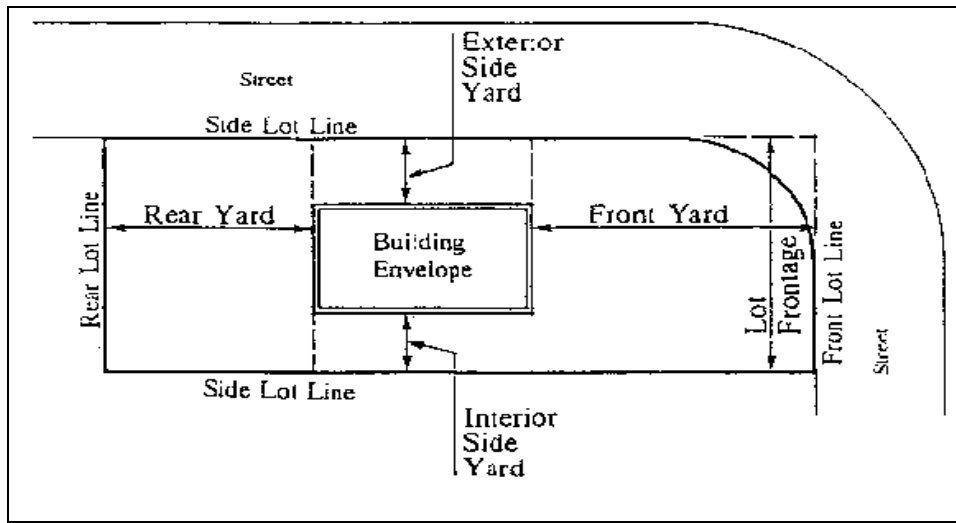 Exterior
Side
Yard
Street
Side Lot Line
Rear Lot Line
Rear Yard
Front Yard
Building
Envelope
Lot
Frontage
Front Lot Line
Street
Side Lot Line
Interior
Side
Yard